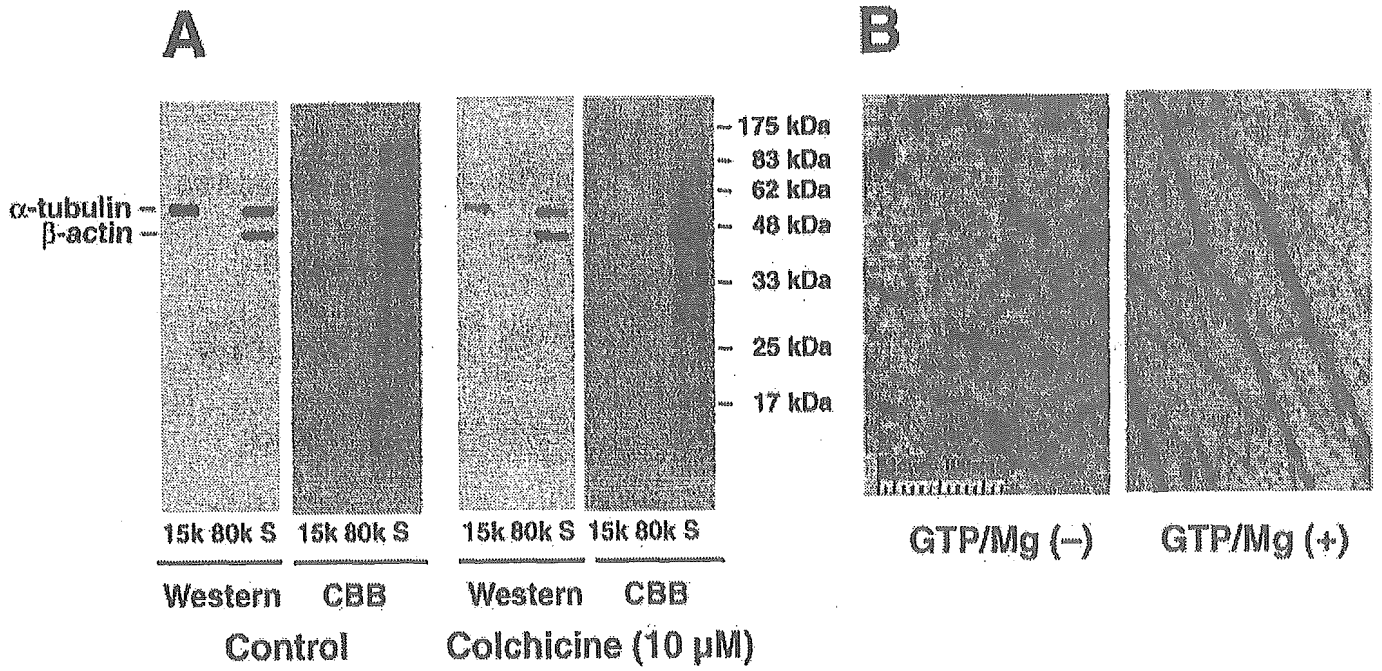 A
B
175 kDa
83 kDa
62 kDa
α-tubulin
48 kDa
β-actin
33 kDa
25 kDa
17 kDa
15k 80k S 15k 80k S 15k 80k S 15k 80k S
GTP/Mg (–) GTP/Mg (+)
Western CBB Western CBB
Control Colchicine (10 µM)